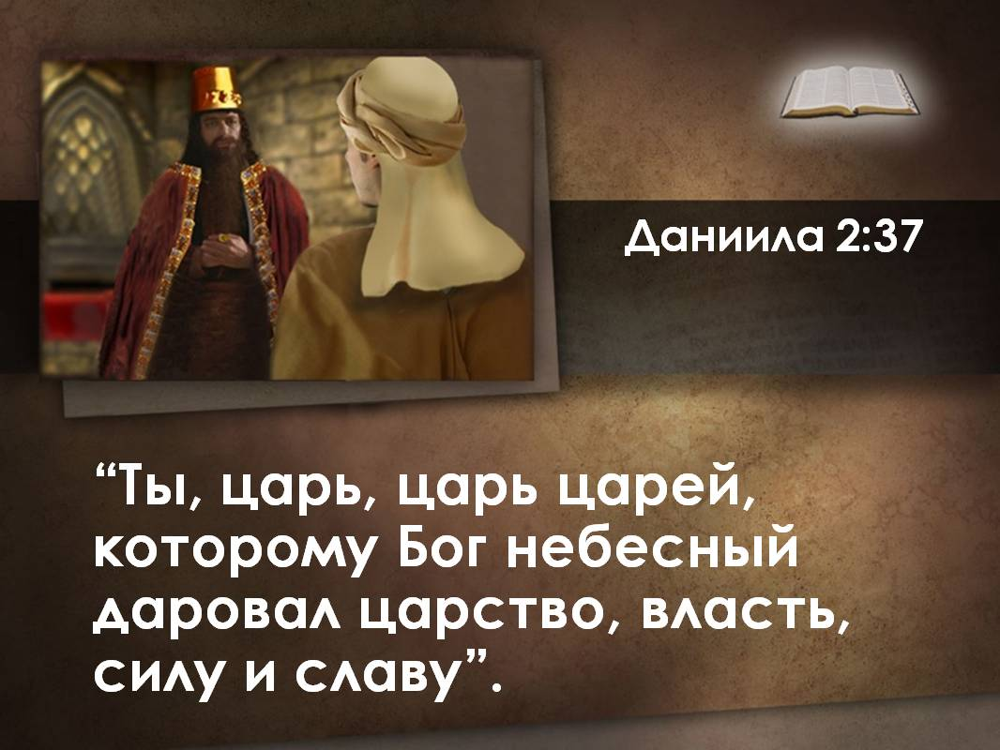 Даниила 2:37
“Ты, царь, царь царей,
которому Бог небесный
даровал царство, власть,
силу и славу”.